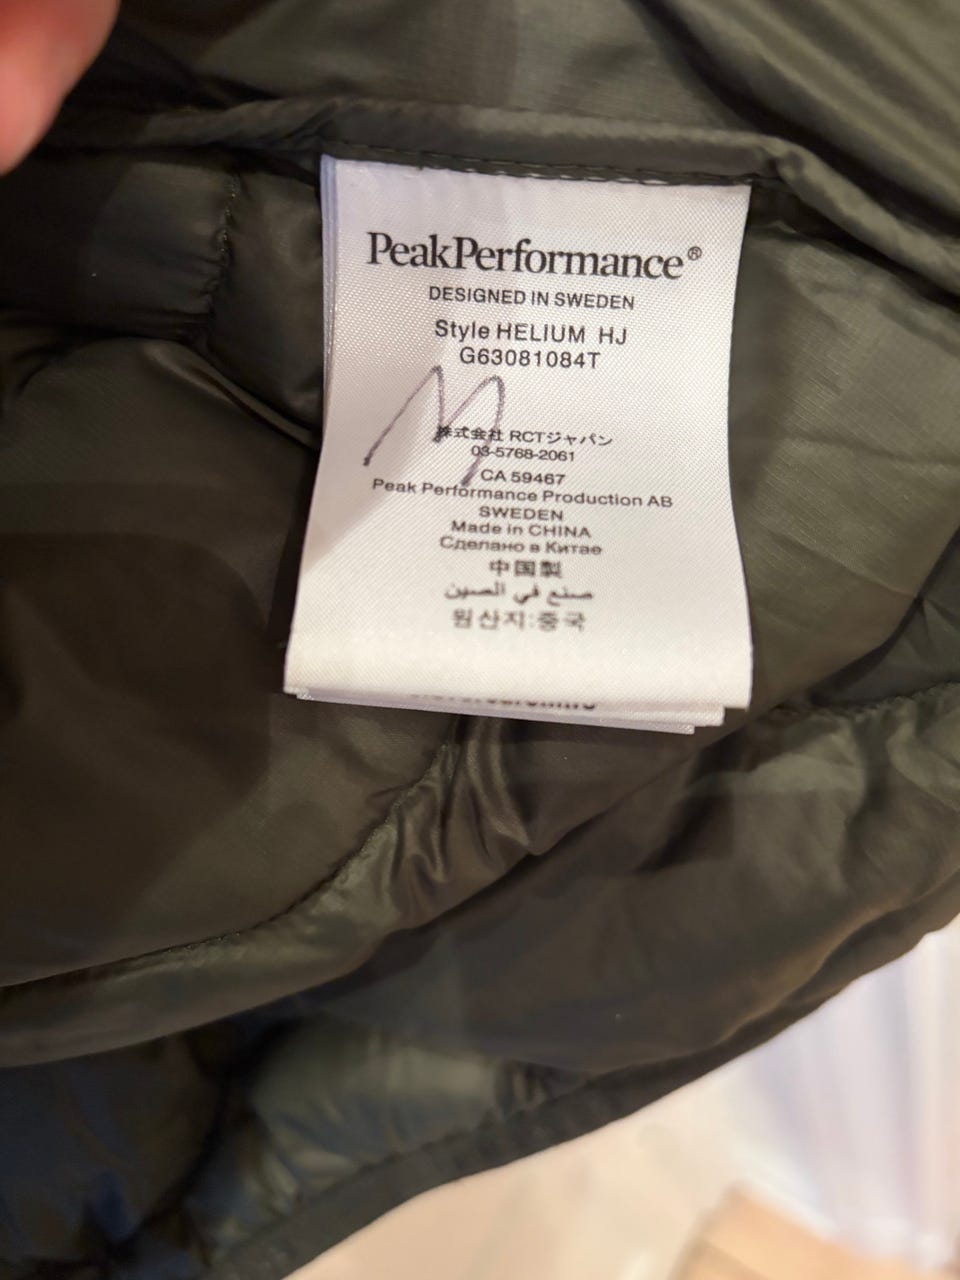 PeakPerformance®
DESIGNED IN SWEDEN
Style HELIUM HJ
G63081084T
株式会社 RCTジャパン
03-5768-2061
CA 59467
Peak Performance Production AB
SWEDEN
Made in CHINA
Сделано в Китае
中国製
صنع في الصين
원산지:중국